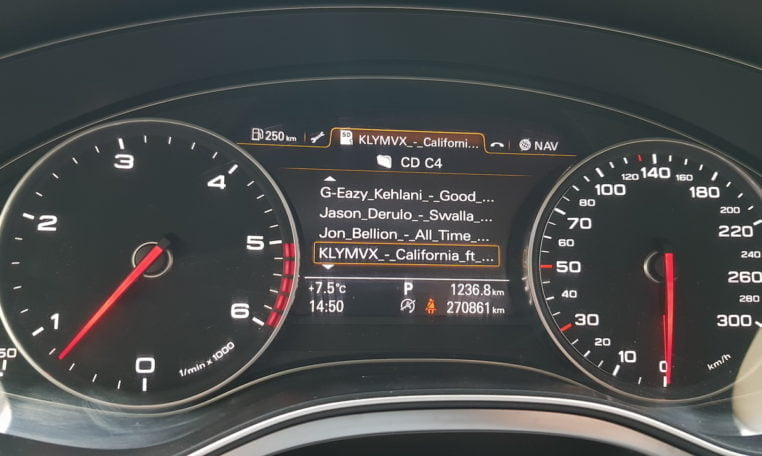 250 km
SD
KLYMVX_-_Californi...
NAV
CD C4
G-Eazy_Kehlani_-_Good_...
Jason_Derulo_-_Swalla_...
Jon_Bellion_-_All_Time_...
KLYMVX_-_California_ft_...
+7.5°C P 1236.8 km
14:50 270861 km
0
1
2
3
4
5
6
1/min x 1000
50
0
10
20
30
40
50
60
70
80
100
120
140
160
180
200
220
240
260
280
300
km/h